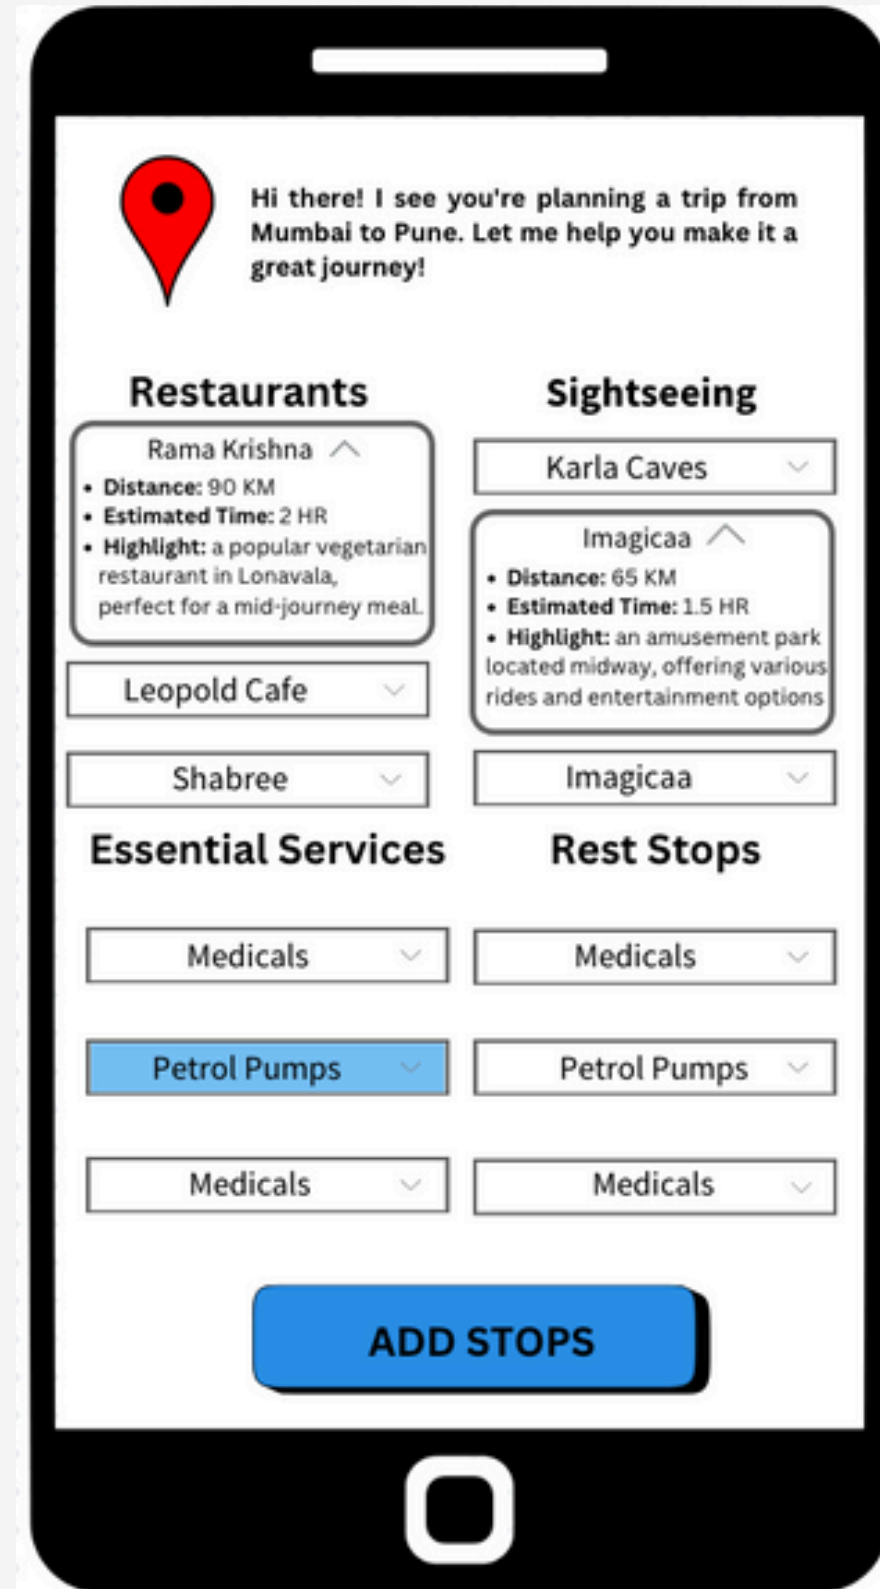 Hi there! I see you're planning a trip from
Mumbai to Pune. Let me help you make it a
great journey!
Restaurants
Rama Krishna
• Distance: 90 KM
• Estimated Time: 2 HR
• Highlight: a popular vegetarian
restaurant in Lonavala,
perfect for a mid-journey meal.
Leopold Cafe
Shabree
Sightseeing
Karla Caves
Imagicaa
• Distance: 65 KM
• Estimated Time: 1.5 HR
• Highlight: an amusement park
located midway, offering various
rides and entertainment options
Imagicaa
Essential Services
Medicals
Petrol Pumps
Medicals
Rest Stops
Medicals
Petrol Pumps
Medicals
ADD STOPS